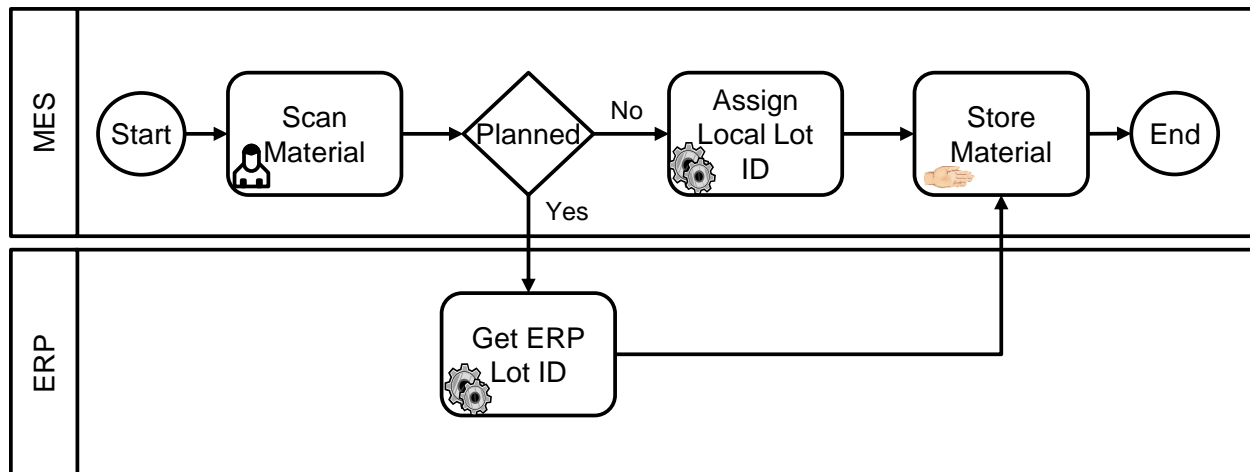 MES
Start
Scan
Material
Planned
No
Yes
Assign
Local Lot
ID
Store
Material
End
ERP
Get ERP
Lot ID